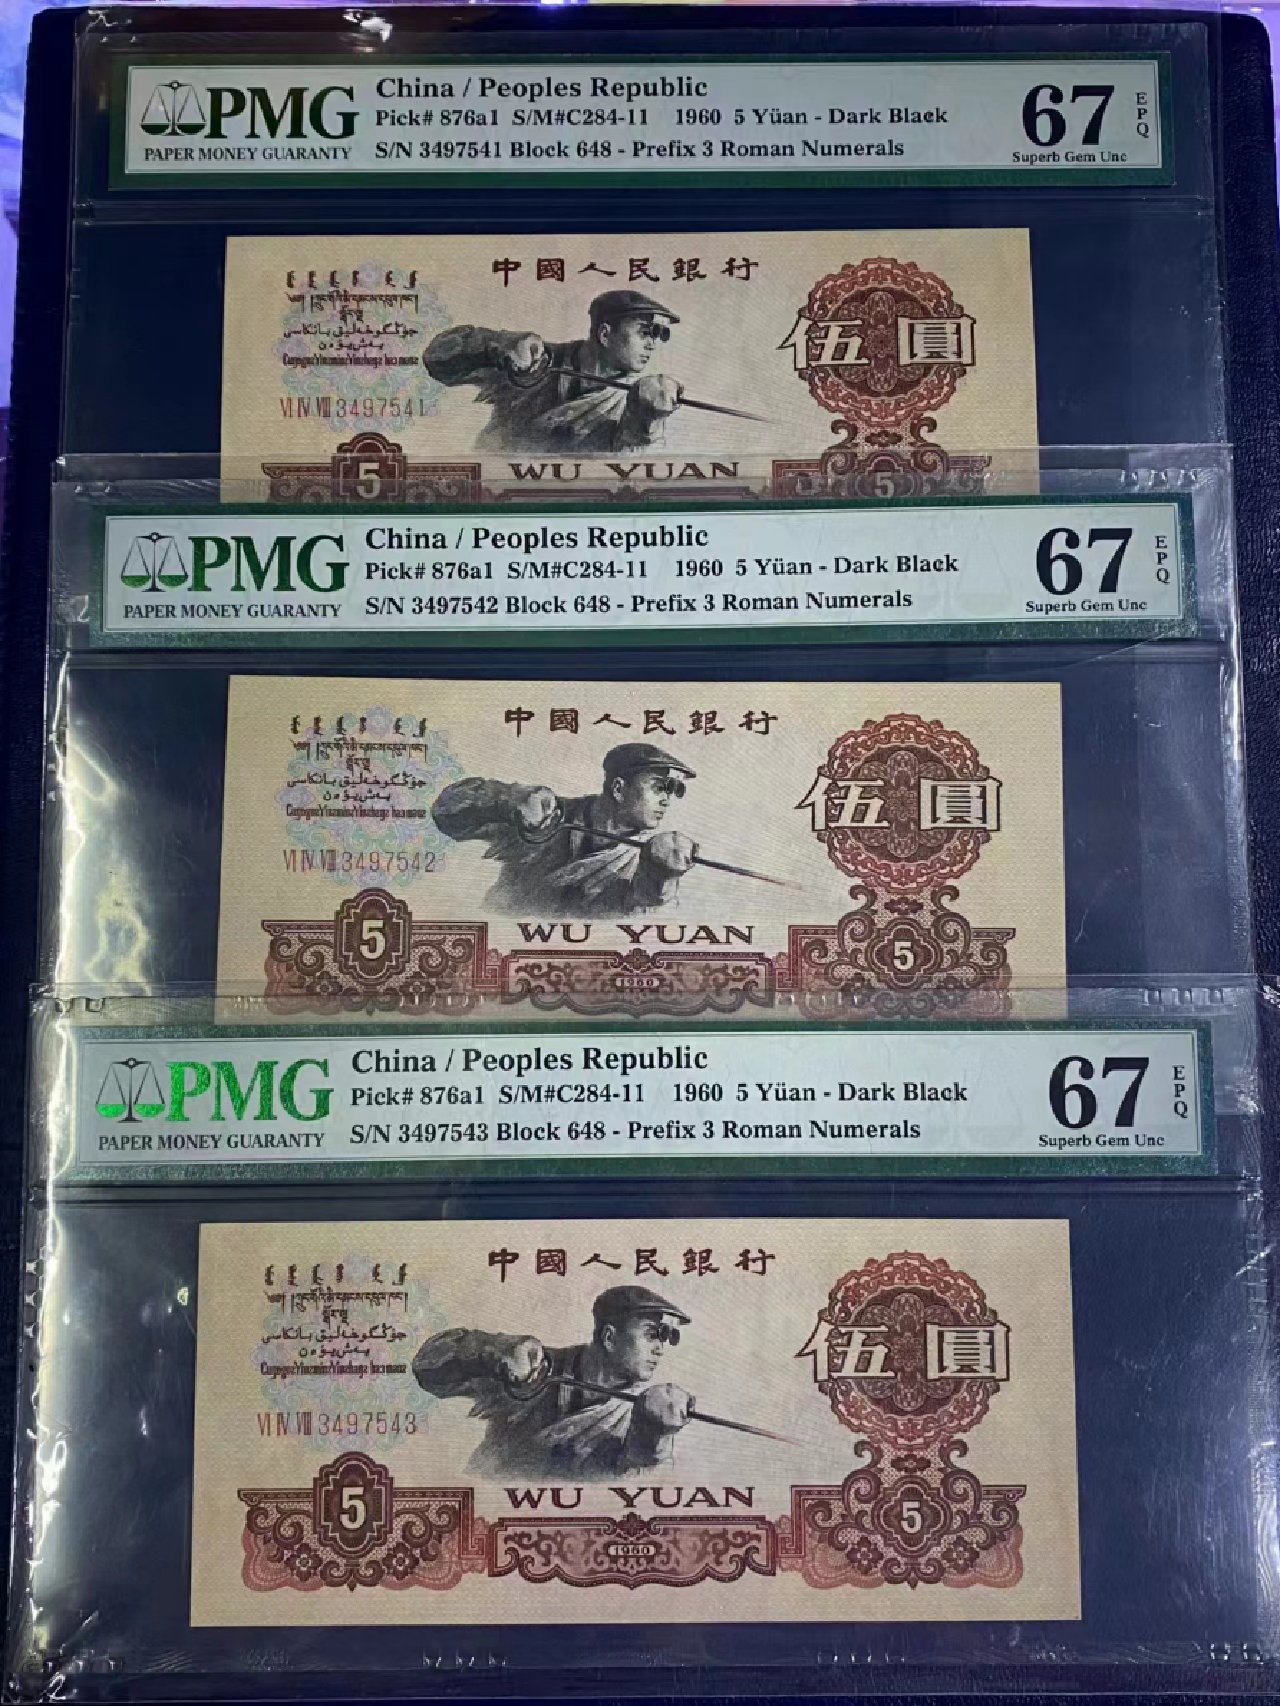 PMG
PAPER MONEY GUARANTY
China / Peoples Republic
Pick# 876a1 S/M#C284-11 1960 5 Yüan - Dark Black
S/N 3497541 Block 648 - Prefix 3 Roman Numerals
67
EPQ
Superb Gem Unc
中國人民銀行
伍圓
VI IV VIII 3497541
5
WU YUAN
5
PMG
PAPER MONEY GUARANTY
China / Peoples Republic
Pick# 876a1 S/M#C284-11 1960 5 Yüan - Dark Black
S/N 3497542 Block 648 - Prefix 3 Roman Numerals
67
EPQ
Superb Gem Unc
中國人民銀行
伍圓
VI IV VIII 3497542
5
WU YUAN
5
1960
PMG
PAPER MONEY GUARANTY
China / Peoples Republic
Pick# 876a1 S/M#C284-11 1960 5 Yüan - Dark Black
S/N 3497543 Block 648 - Prefix 3 Roman Numerals
67
EPQ
Superb Gem Unc
中國人民銀行
伍圓
VI IV VIII 3497543
5
WU YUAN
5
1960